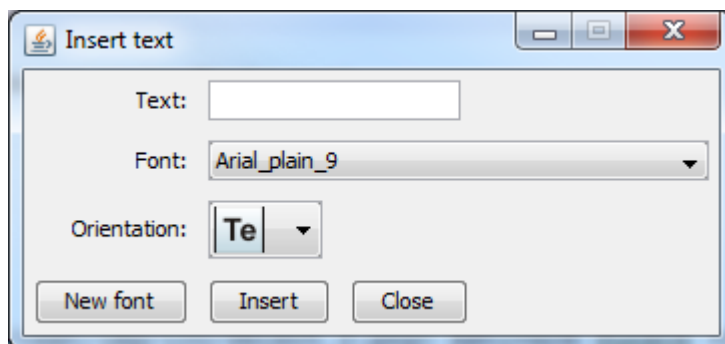 Insert text
Text:
Font: Arial_plain_9
Orientation: Te
New font Insert Close